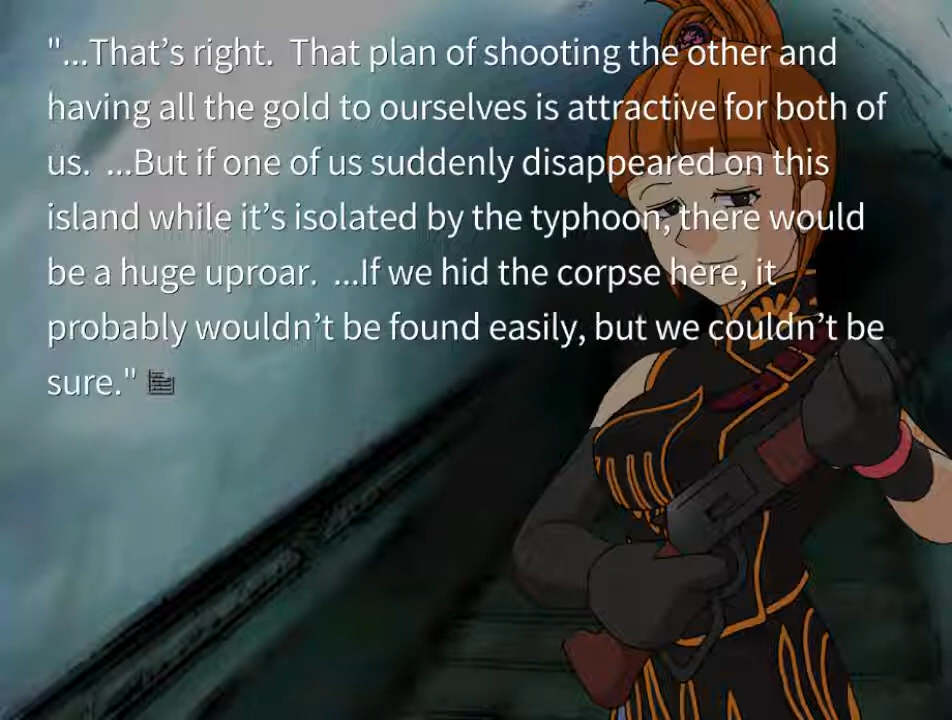 "...That’s right.  That plan of shooting the other and
having all the gold to ourselves is attractive for both of
us.  ...But if one of us suddenly disappeared on this
island while it’s isolated by the typhoon, there would
be a huge uproar.  ...If we hid the corpse here, it
probably wouldn’t be found easily, but we couldn’t be
sure."